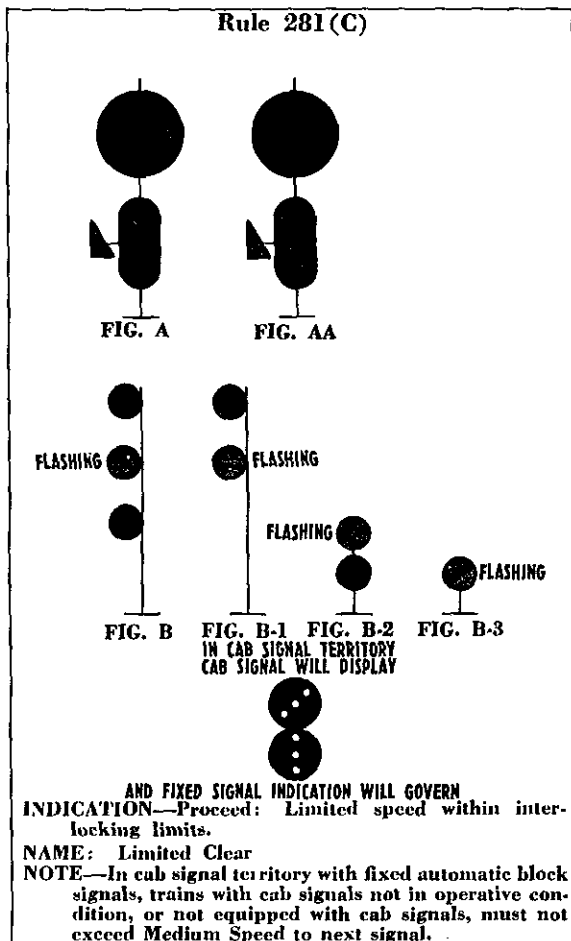 Rule 281(C)
FIG. A FIG. AA
FLASHING FLASHING
FLASHING FLASHING
FIG. B FIG. B-1 FIG. B-2 FIG. B-3
IN CAB SIGNAL TERRITORY
CAB SIGNAL WILL DISPLAY
AND FIXED SIGNAL INDICATION WILL GOVERN
INDICATION—Proceed: Limited speed within inter-
locking limits.
NAME: Limited Clear
NOTE—In cab signal territory with fixed automatic block
signals, trains with cab signals not in operative con-
dition, or not equipped with cab signals, must not
exceed Medium Speed to next signal.